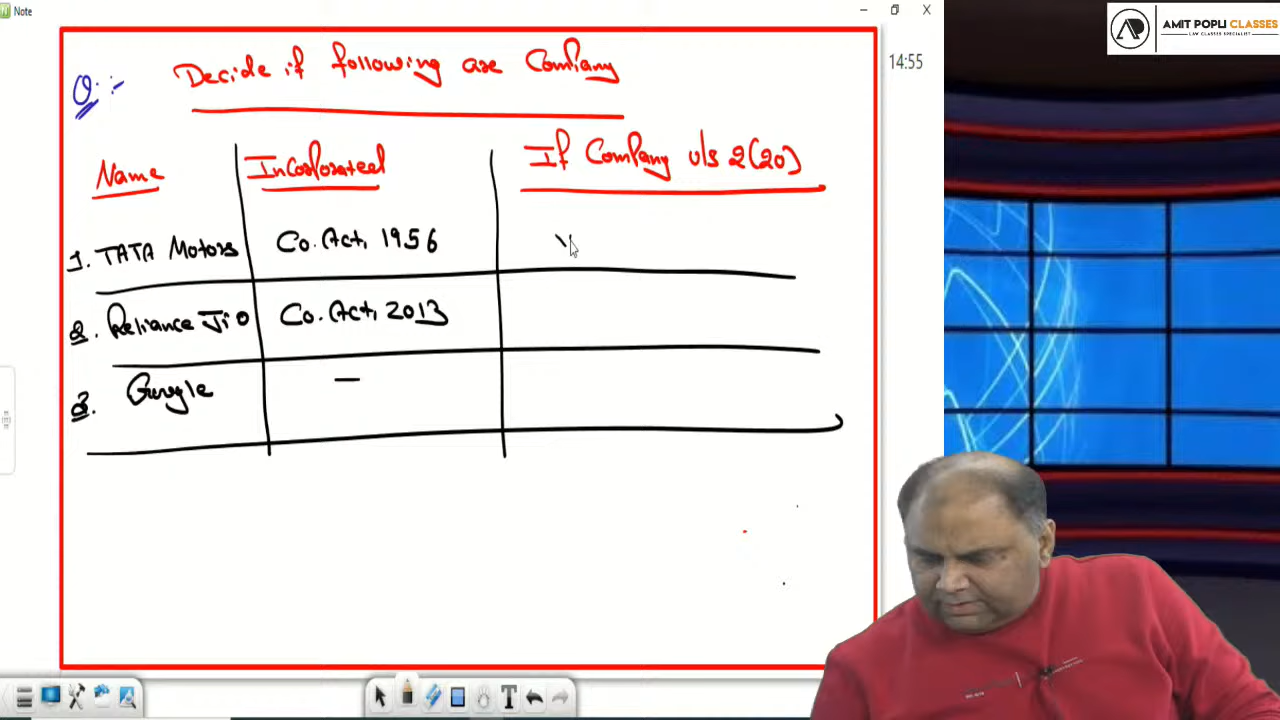 Note
AMIT POPLI CLASSES
LAW CLASSES SPECIALIST
AP
14:55
Q:- Decide if following are Company
Name Incorporated If Company u/s 2(20)
1. TATA Motors Co. Act, 1956
2. Reliance Jio Co. Act, 2013
3. Google —